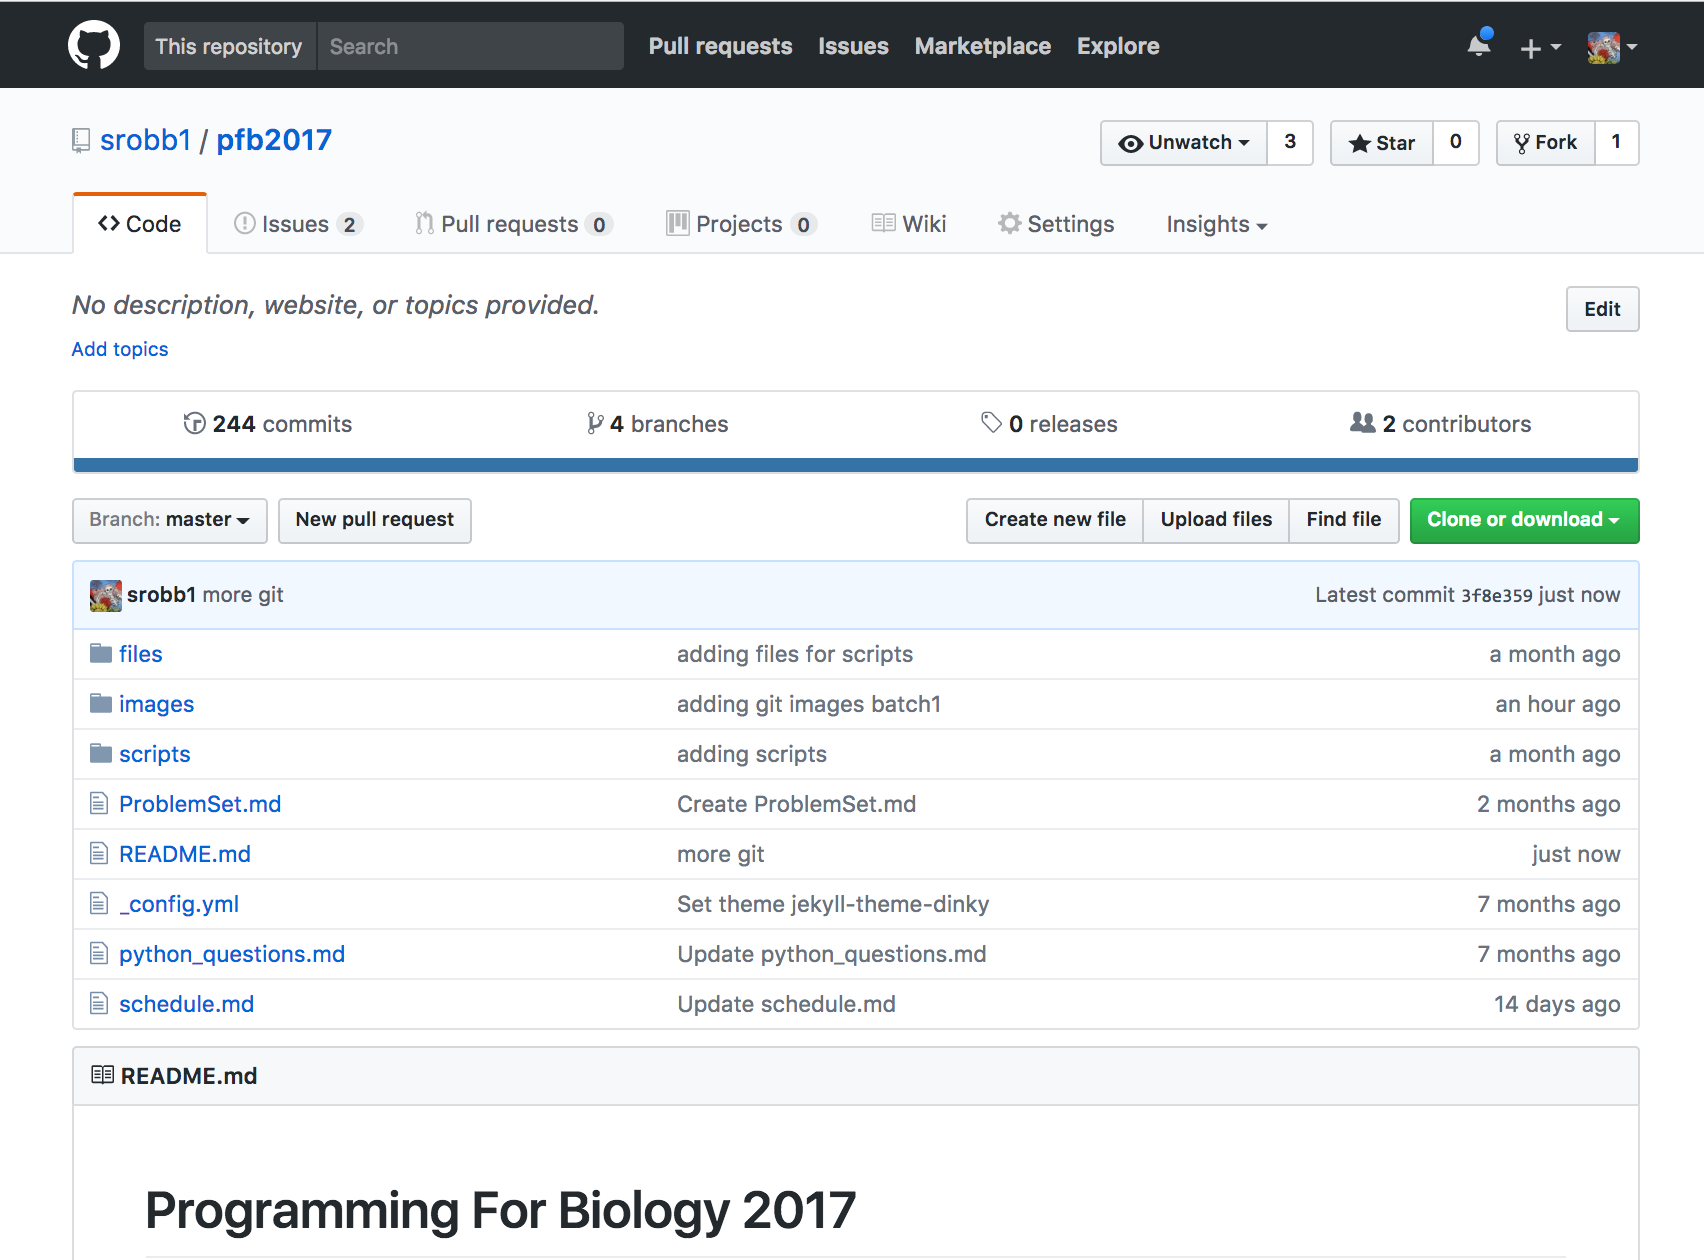 This repository Search Pull requests Issues Marketplace Explore
srobb1 / pfb2017 Unwatch 3 Star 0 Fork 1
Code Issues 2 Pull requests 0 Projects 0 Wiki Settings Insights
No description, website, or topics provided. Edit
Add topics
244 commits 4 branches 0 releases 2 contributors
Branch: master New pull request Create new file Upload files Find file Clone or download
srobb1 more git Latest commit 3f8e359 just now
files adding files for scripts a month ago
images adding git images batch1 an hour ago
scripts adding scripts a month ago
ProblemSet.md Create ProblemSet.md 2 months ago
README.md more git just now
_config.yml Set theme jekyll-theme-dinky 7 months ago
python_questions.md Update python_questions.md 7 months ago
schedule.md Update schedule.md 14 days ago
README.md
Programming For Biology 2017